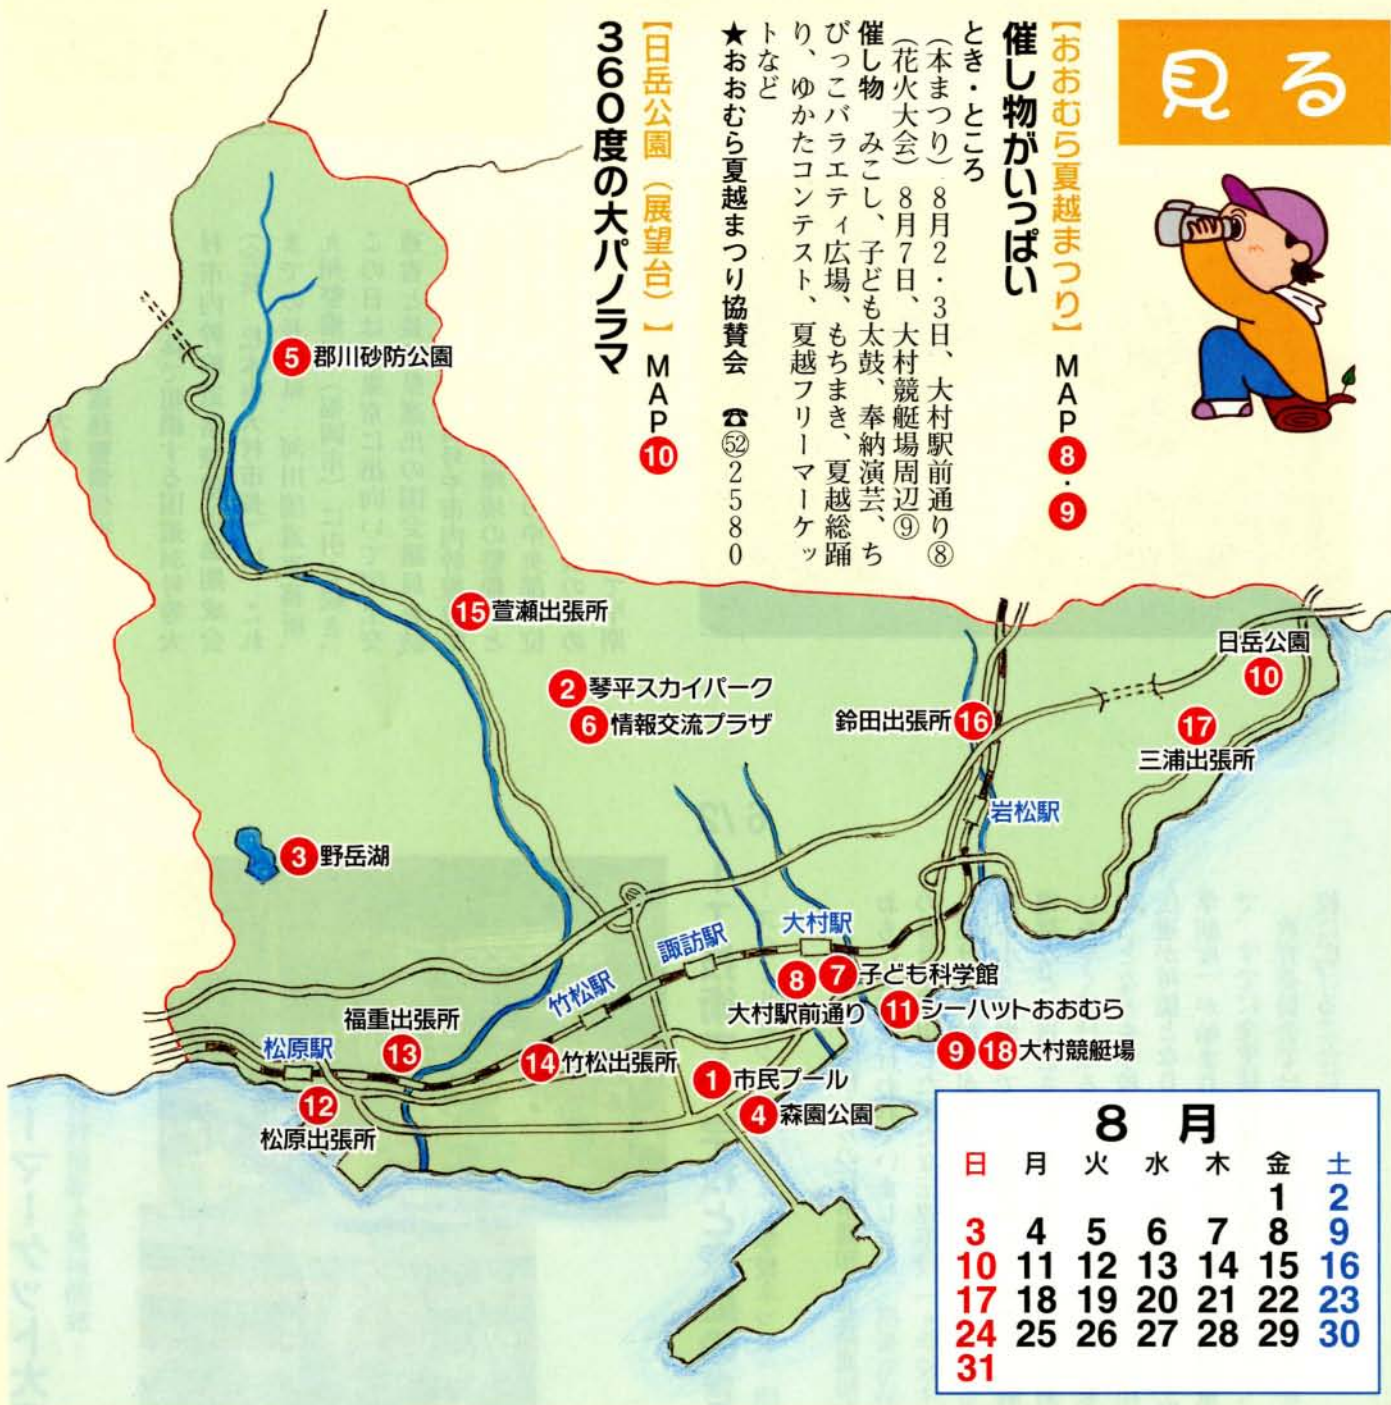 見る
【おおむら夏越まつり】 MAP 8・9
催し物がいっぱい
とき・ところ
(本まつり) 8月2・3日、大村駅前通り⑧
(花火大会) 8月7日、大村競艇場周辺⑨
催し物 みこし、子ども太鼓、奉納演芸、ち
びっこバラエティ広場、もちまき、夏越総踊
り、ゆかたコンテスト、夏越フリーマーケッ
トなど
★おおむら夏越まつり協賛会 ☎52 2580
【日岳公園(展望台)】 MAP 10
360度の大パノラマ
5 郡川砂防公園
15 萱瀬出張所
2 琴平スカイパーク
6 情報交流プラザ
鈴田出張所 16
日岳公園
10
17
三浦出張所
岩松駅
3 野岳湖
大村駅
諏訪駅
竹松駅
松原駅
8 7 子ども科学館
大村駅前通り
11 シーハットおおむら
9 18 大村競艇場
福重出張所
13
14 竹松出張所
1 市民プール
4 森園公園
12
松原出張所
8月
日 月 火 水 木 金 土
1 2
3 4 5 6 7 8 9
10 11 12 13 14 15 16
17 18 19 20 21 22 23
24 25 26 27 28 29 30
31